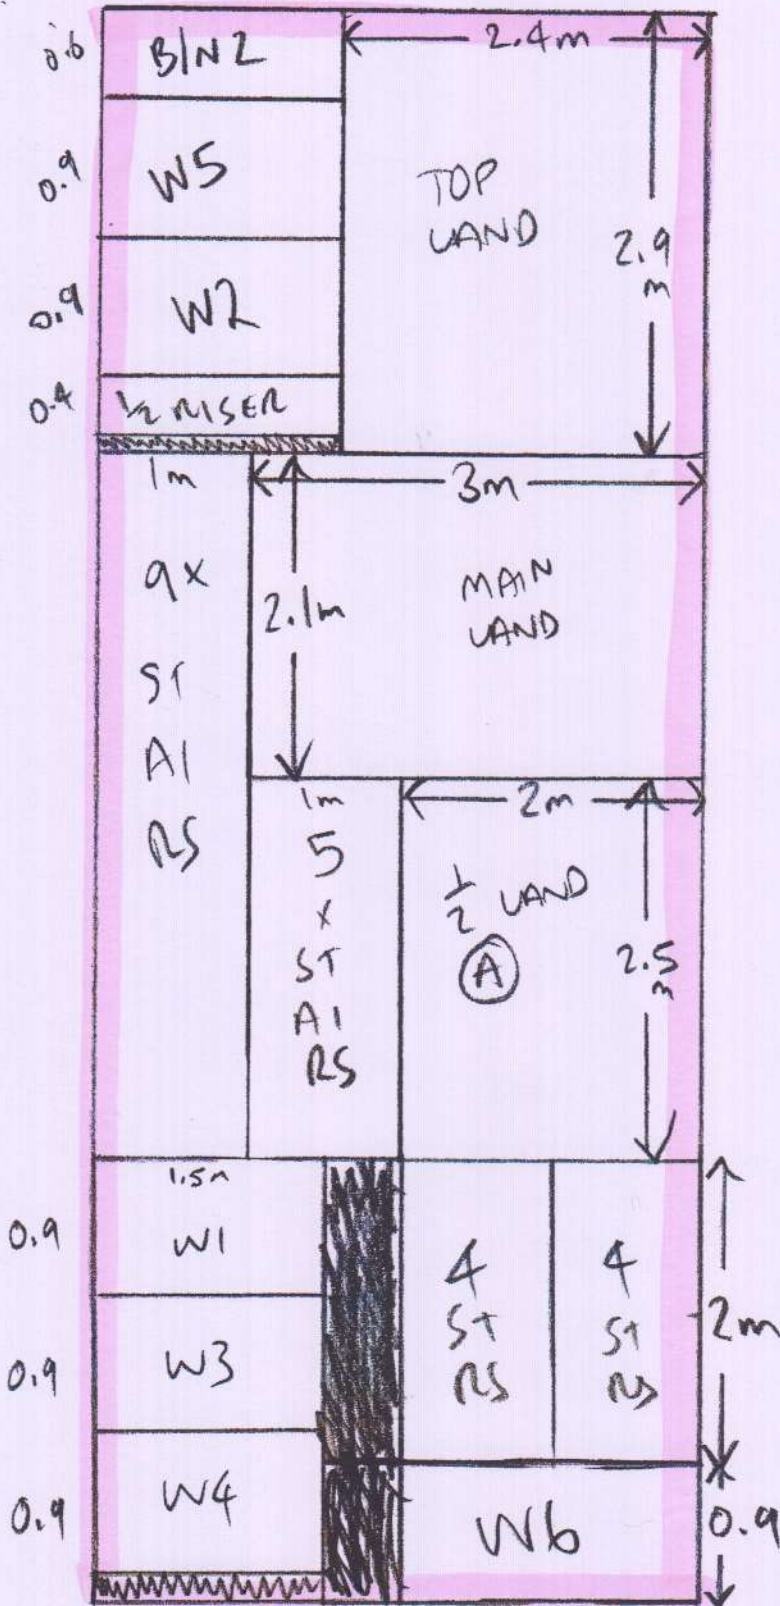 0.6
BIN2
2.4m
0.9
W5
TOP
LAND
2.9
m
0.9
W2
0.4
½ RISER
1m
3m
9x
ST
AI
RS
2.1m
MAIN
LAND
1m
5
x
ST
AI
RS
2m
½ LAND
A
2.5
m
1.5m
0.9
W1
0.9
W3
0.9
W4
4
ST
RS
4
ST
RS
2m
W6
0.9